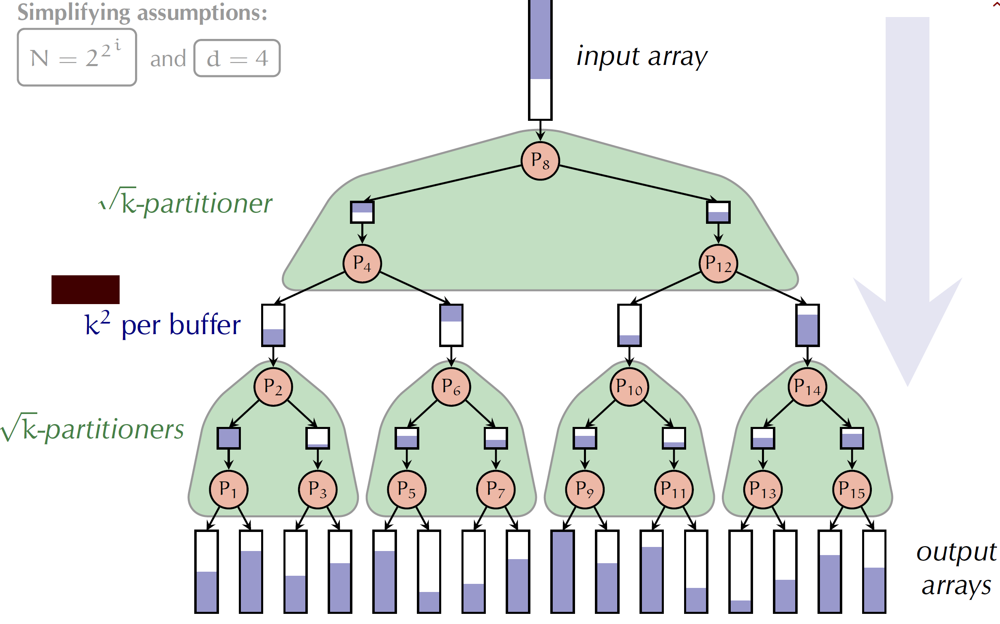 Simplifying assumptions:
N = 2^{2^i} and d = 4
input array
P₈
√k-partitioner
P₄ P₁₂
k² per buffer
P₂ P₆ P₁₀ P₁₄
√k-partitioners
P₁ P₃ P₅ P₇ P₉ P₁₁ P₁₃ P₁₅
output
arrays